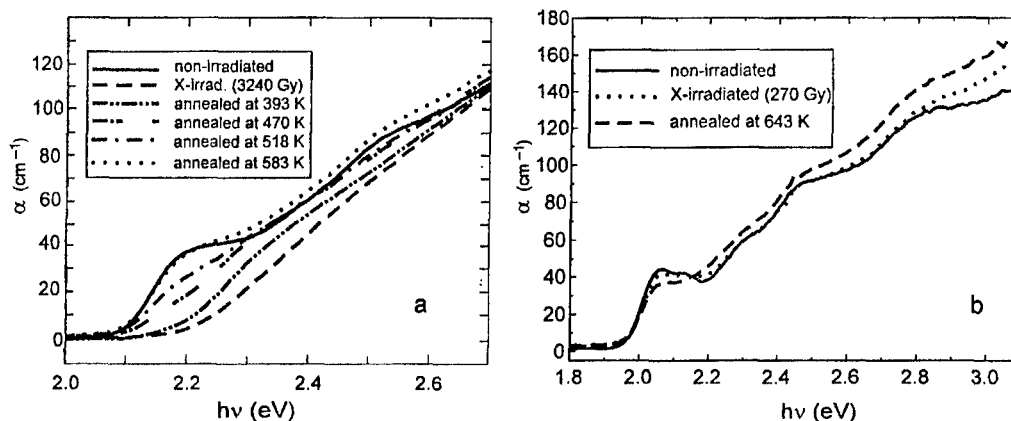 120
100
80
60
40
20
0
α (cm⁻¹)
non-irradiated
X-irrad. (3240 Gy)
annealed at 393 K
annealed at 470 K
annealed at 518 K
annealed at 583 K
a
2.0 2.2 2.4 2.6
hν (eV)
180
160
140
120
100
80
60
40
20
0
α (cm⁻¹)
non-irradiated
X-irradiated (270 Gy)
annealed at 643 K
b
1.8 2.0 2.2 2.4 2.6 2.8 3.0
hν (eV)